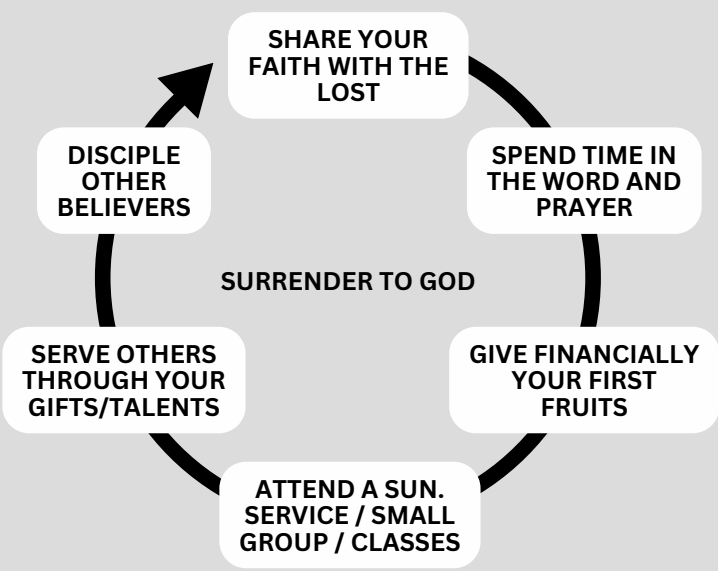 SHARE YOUR
FAITH WITH THE
LOST
SPEND TIME IN
THE WORD AND
PRAYER
GIVE FINANCIALLY
YOUR FIRST
FRUITS
ATTEND A SUN.
SERVICE / SMALL
GROUP / CLASSES
SERVE OTHERS
THROUGH YOUR
GIFTS/TALENTS
DISCIPLE
OTHER
BELIEVERS
SURRENDER TO GOD